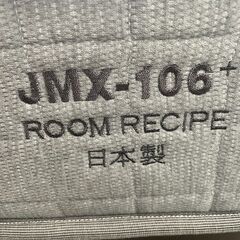 JMX-106+
ROOM RECIPE
日本製